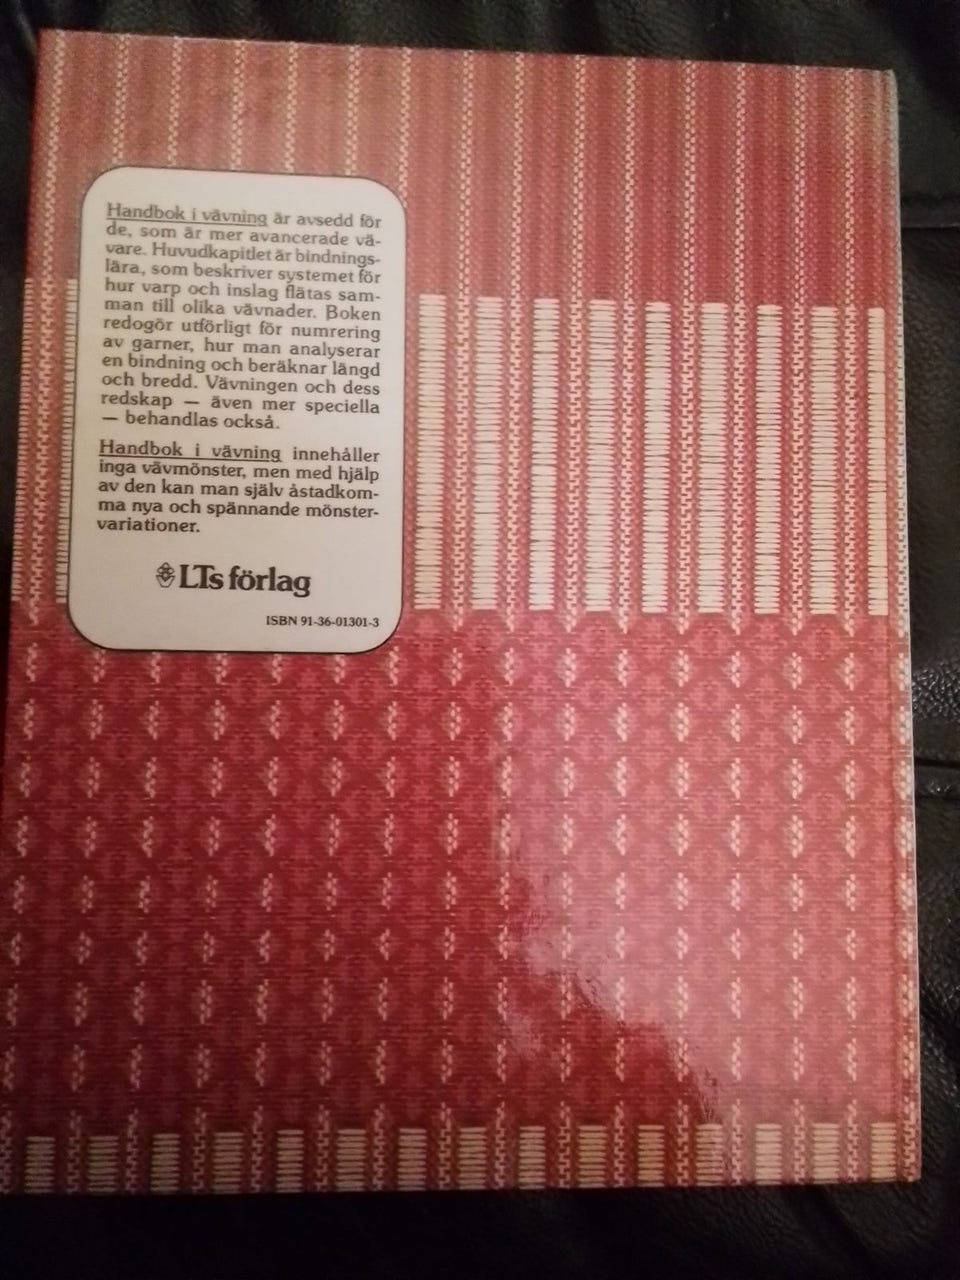 Handbok i vävning är avsedd för
de, som är mer avancerade vä-
vare. Huvudkapitlet är bindnings-
lära, som beskriver systemet för
hur varp och inslag flätas sam-
man till olika vävnader. Boken
redogör utförligt för numrering
av garner, hur man analyserar
en bindning och beräknar längd
och bredd. Vävningen och dess
redskap — även mer speciella
— behandlas också.
Handbok i vävning innehåller
inga vävmönster, men med hjälp
av den kan man själv åstadkom-
ma nya och spännande mönster-
variationer.
LTs förlag
ISBN 91-36-01301-3